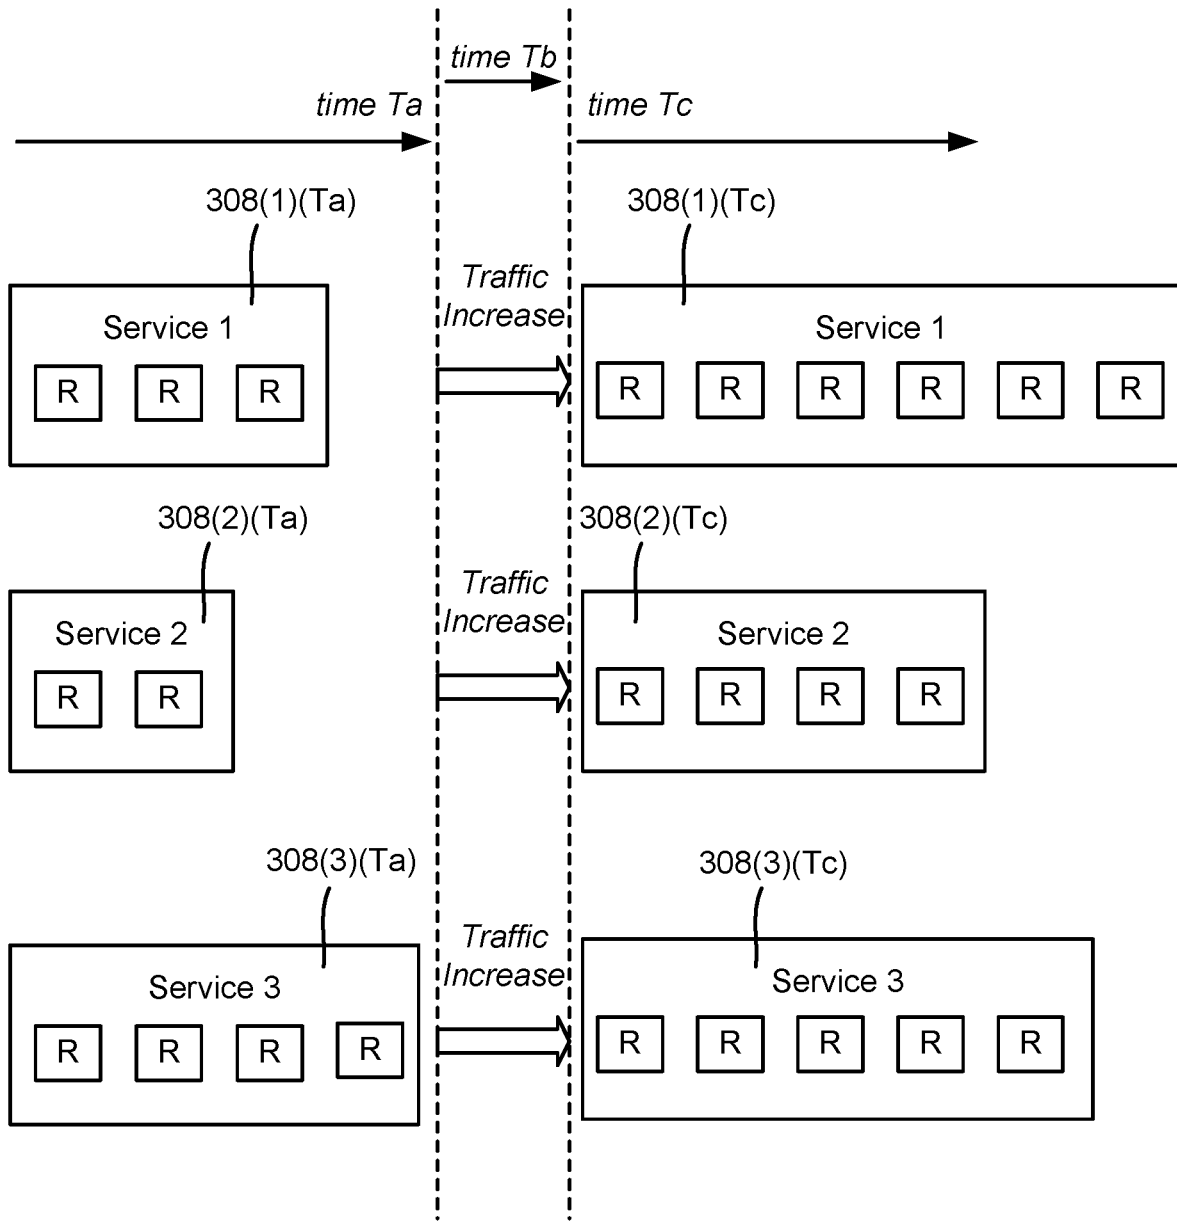 time Tb
time Ta
time Tc
308(1)(Ta)
308(1)(Tc)
Traffic
Increase
Service 1
R R R
Service 1
R R R R R R
308(2)(Ta)
308(2)(Tc)
Traffic
Increase
Service 2
R R
Service 2
R R R R
308(3)(Ta)
308(3)(Tc)
Traffic
Increase
Service 3
R R R R
Service 3
R R R R R